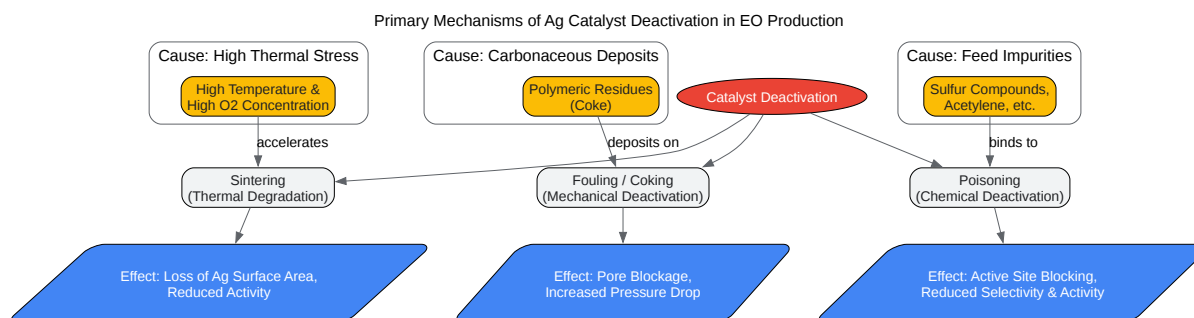 Primary Mechanisms of Ag Catalyst Deactivation in EO Production
Cause: High Thermal Stress
High Temperature &
High O2 Concentration
Cause: Carbonaceous Deposits
Polymeric Residues
(Coke)
Catalyst Deactivation
Cause: Feed Impurities
Sulfur Compounds,
Acetylene, etc.
accelerates
deposits on
binds to
Sintering
(Thermal Degradation)
Fouling / Coking
(Mechanical Deactivation)
Poisoning
(Chemical Deactivation)
Effect: Loss of Ag Surface Area,
Reduced Activity
Effect: Pore Blockage,
Increased Pressure Drop
Effect: Active Site Blocking,
Reduced Selectivity & Activity